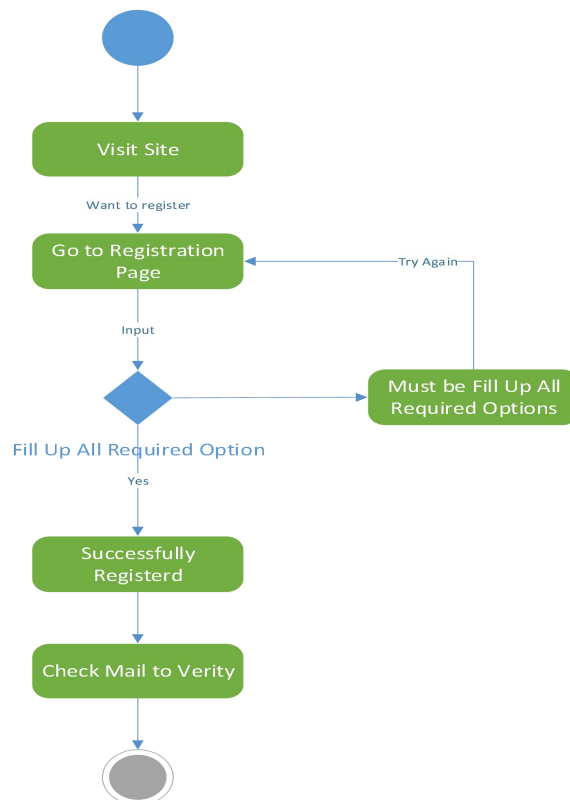 Visit Site
Want to register
Go to Registration
Page
Try Again
Input
Must be Fill Up All
Required Options
Fill Up All Required Option
Yes
Successfully
Registerd
Check Mail to Verity